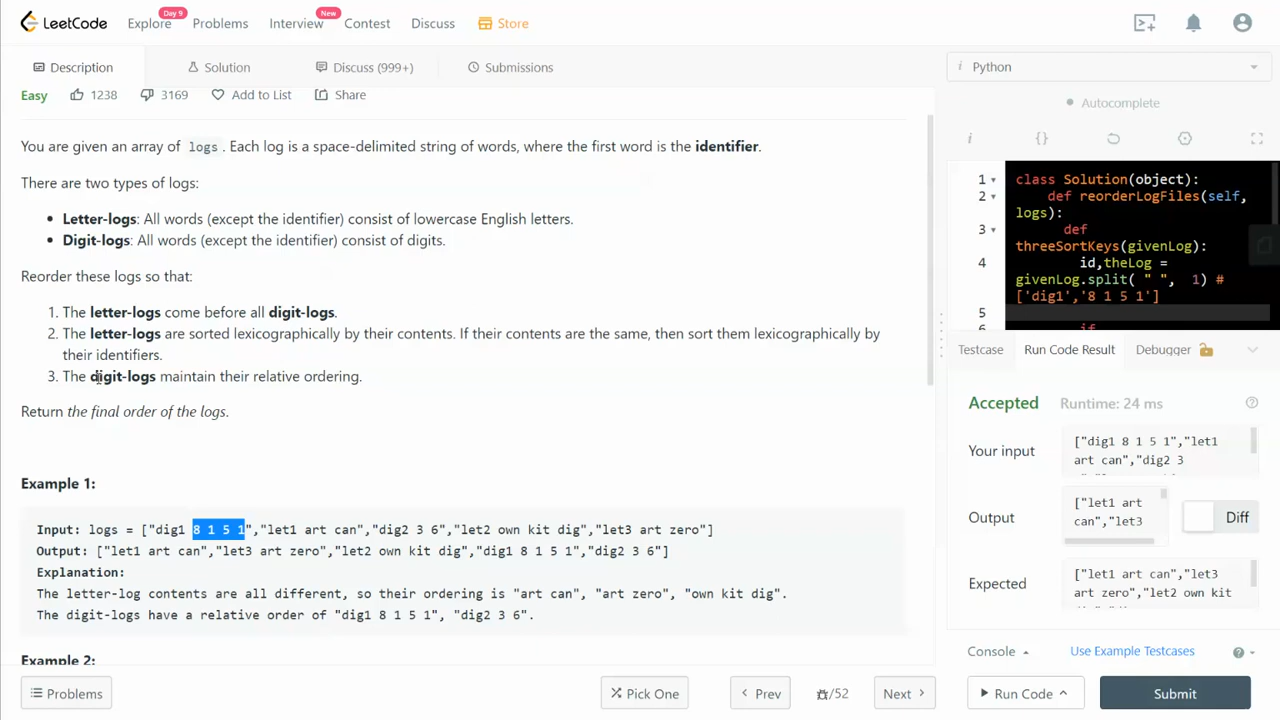 LeetCode Explore Day 9 Problems Interview New Contest Discuss Store
Description Solution Discuss (999+) Submissions
Easy 1238 3169 Add to List Share
You are given an array of logs. Each log is a space-delimited string of words, where the first word is the identifier.
There are two types of logs:
• Letter-logs: All words (except the identifier) consist of lowercase English letters.
• Digit-logs: All words (except the identifier) consist of digits.
Reorder these logs so that:
1. The letter-logs come before all digit-logs.
2. The letter-logs are sorted lexicographically by their contents. If their contents are the same, then sort them lexicographically by
their identifiers.
3. The digit-logs maintain their relative ordering.
Return the final order of the logs.
Example 1:
Input: logs = ["dig1 8 1 5 1","let1 art can","dig2 3 6","let2 own kit dig","let3 art zero"]
Output: ["let1 art can","let3 art zero","let2 own kit dig","dig1 8 1 5 1","dig2 3 6"]
Explanation:
The letter-log contents are all different, so their ordering is "art can", "art zero", "own kit dig".
The digit-logs have a relative order of "dig1 8 1 5 1", "dig2 3 6".
Example 2:
Problems Pick One Prev /52 Next
i Python
Autocomplete
i {}
1 class Solution(object):
2 def reorderLogFiles(self,
logs):
3 def
threeSortKeys(givenLog):
4 id,theLog =
givenLog.split( " ", 1) #
['dig1','8 1 5 1']
5
6 if
Testcase Run Code Result Debugger
Accepted Runtime: 24 ms
Your input ["dig1 8 1 5 1","let1
art can","dig2 3
Output ["let1 art
can","let3
Diff
Expected ["let1 art can","let3
art zero","let2 own kit
Console Use Example Testcases
Run Code Submit